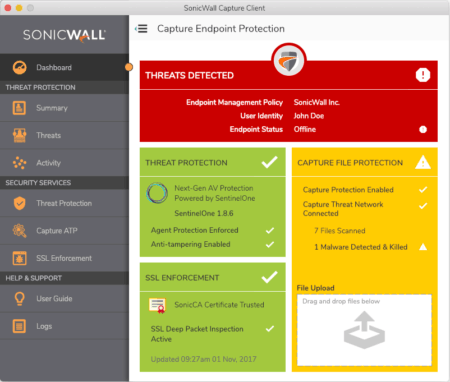 SonicWall Capture Client
SONICWALL
Capture Endpoint Protection
Dashboard
THREAT PROTECTION
Summary
Threats
Activity
SECURITY SERVICES
Threat Protection
Capture ATP
SSL Enforcement
HELP & SUPPORT
User Guide
Logs
THREATS DETECTED
Endpoint Management Policy SonicWall Inc.
User Identity John Doe
Endpoint Status Offline
THREAT PROTECTION
Next-Gen AV Protection
Powered by SentinelOne
SentinelOne 1.8.6
Agent Protection Enforced
Anti-tampering Enabled
SSL ENFORCEMENT
SonicCA Certificate Trusted
SSL Deep Packet Inspection
Active
Updated 09:27am 01 Nov, 2017
CAPTURE FILE PROTECTION
Capture Protection Enabled
Capture Threat Network
Connected
7 Files Scanned
1 Malware Detected & Killed
File Upload
Drag and drop files below